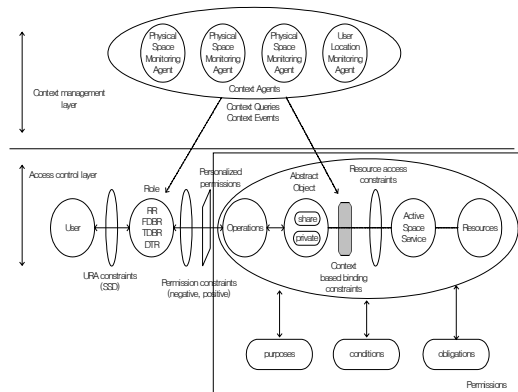 Physical
Space
Monitoring
Agent
Physical
Space
Monitoring
Agent
Physical
Space
Monitoring
Agent
User
Location
Monitoring
Agent
Context Agents
Context Queries
Context Evernts
Context management
layer
Access control layer
Role
Personalized
permissions
Abstract
Object
Resource access
constraints
RR
FDBR
TDBR
DTR
User
Operations
share
private
Active
Space
Service
Resources
URA constraints
(SSD)
Permission constraints
(negative, positive)
Context
based binding
constraints
purposes
conditions
obligations
Permissions